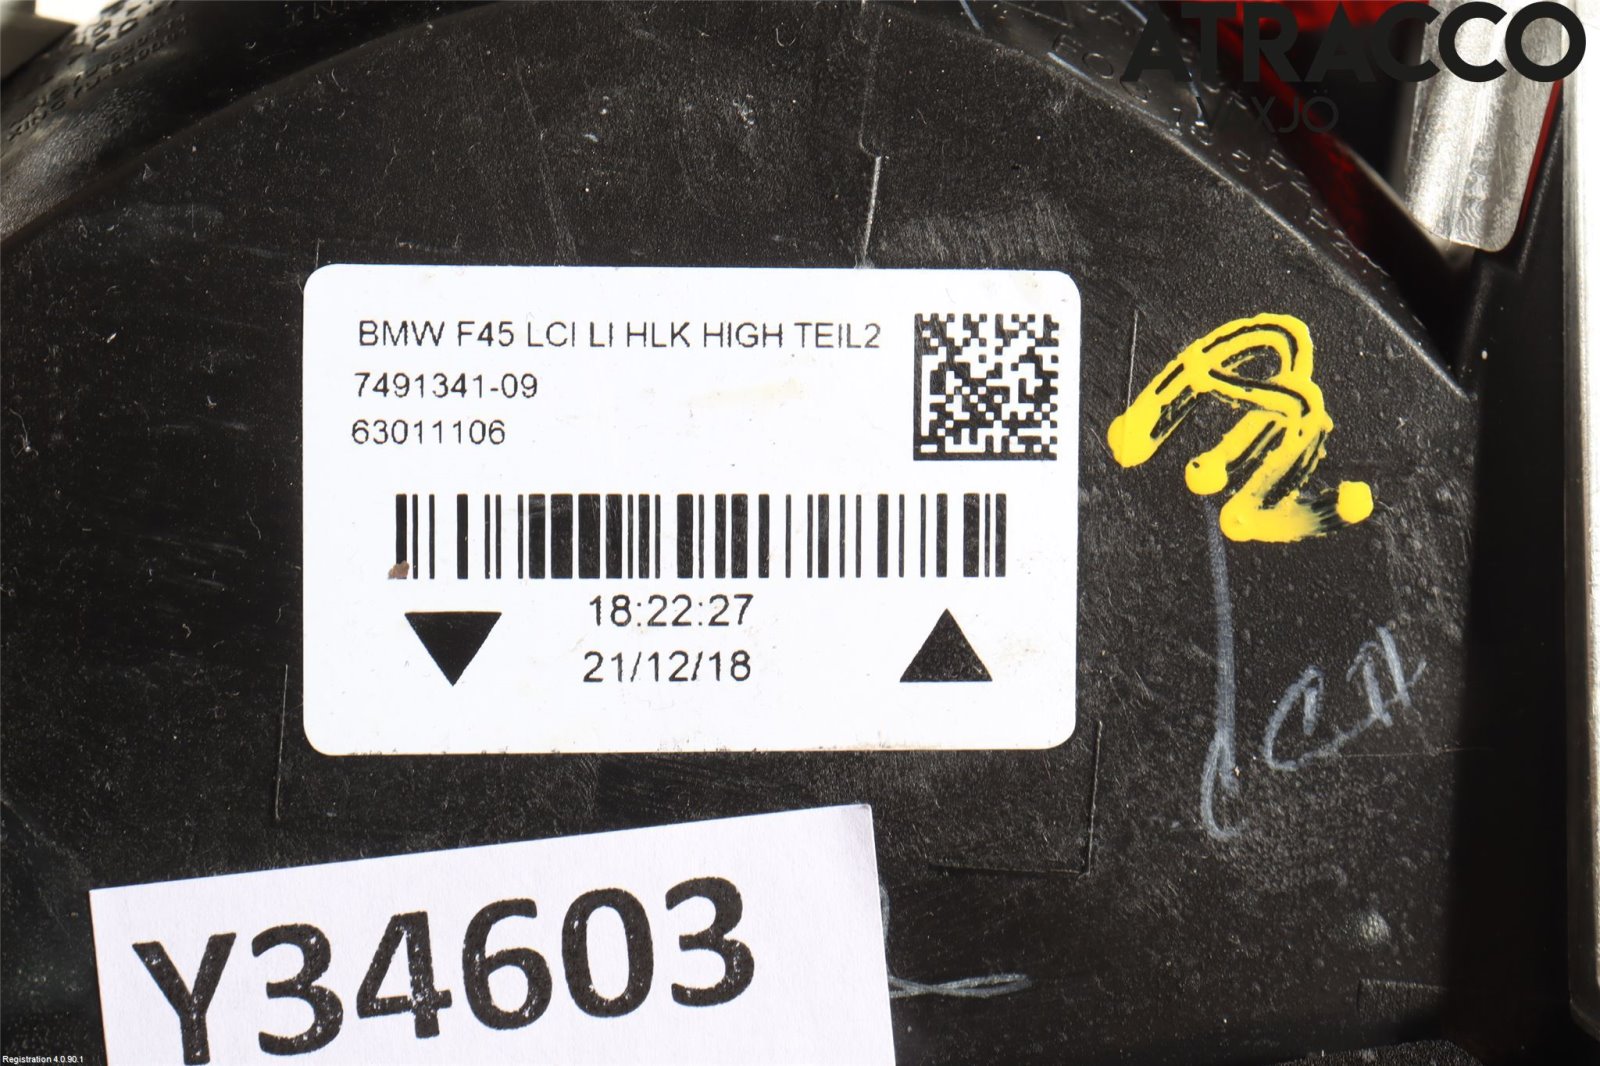 ATRACCO
VÄXJÖ
BMW F45 LCI LI HLK HIGH TEIL2
7491341-09
63011106
18:22:27
21/12/18
Y34603
Registration 4.0.90.1